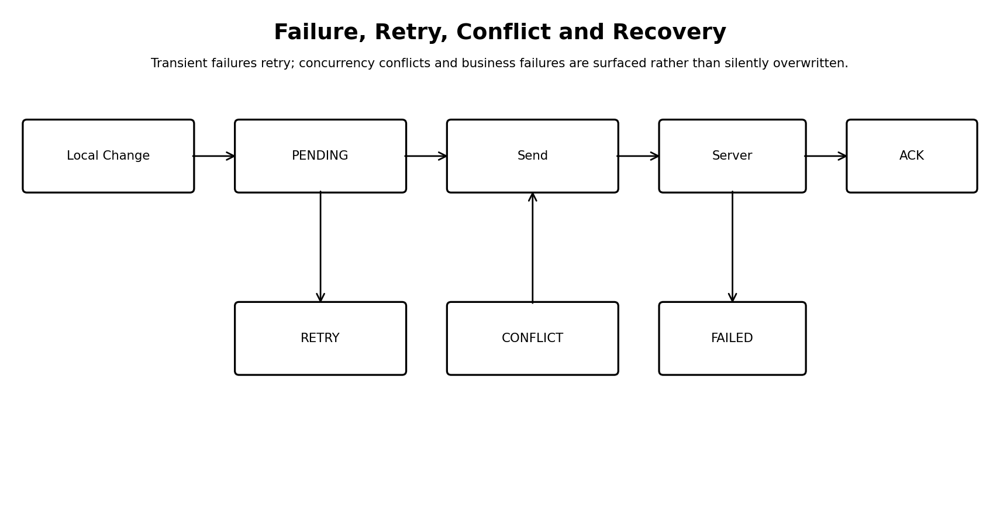 Failure, Retry, Conflict and Recovery
Transient failures retry; concurrency conflicts and business failures are surfaced rather than silently overwritten.
Local Change
PENDING
Send
Server
ACK
RETRY
CONFLICT
FAILED